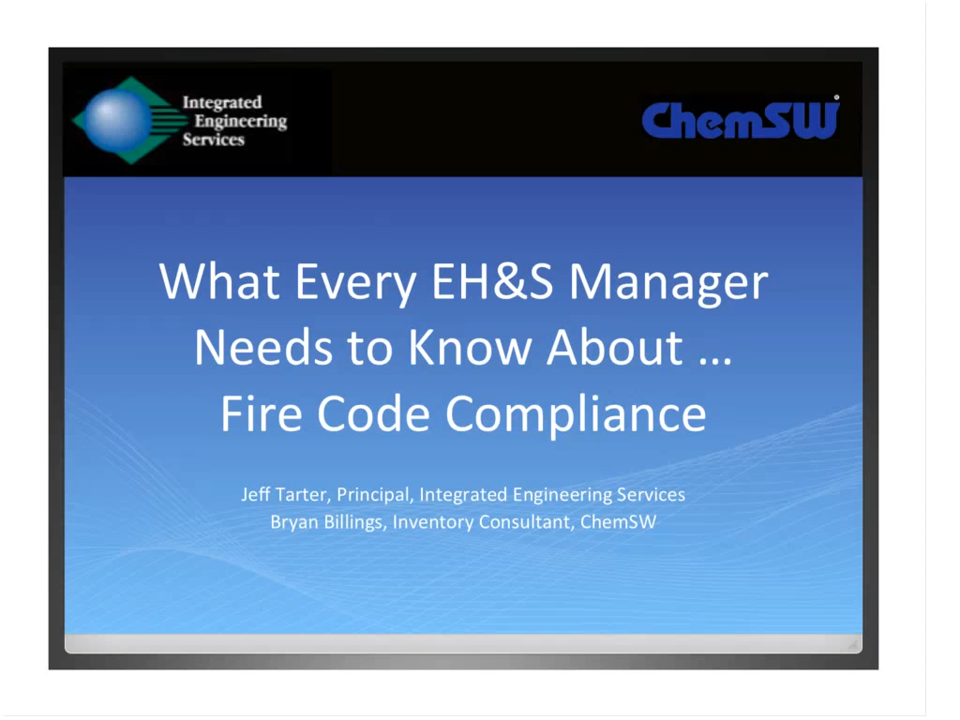 Integrated
Engineering
Services
ChemSW®
What Every EH&S Manager
Needs to Know About …
Fire Code Compliance
Jeff Tarter, Principal, Integrated Engineering Services
Bryan Billings, Inventory Consultant, ChemSW